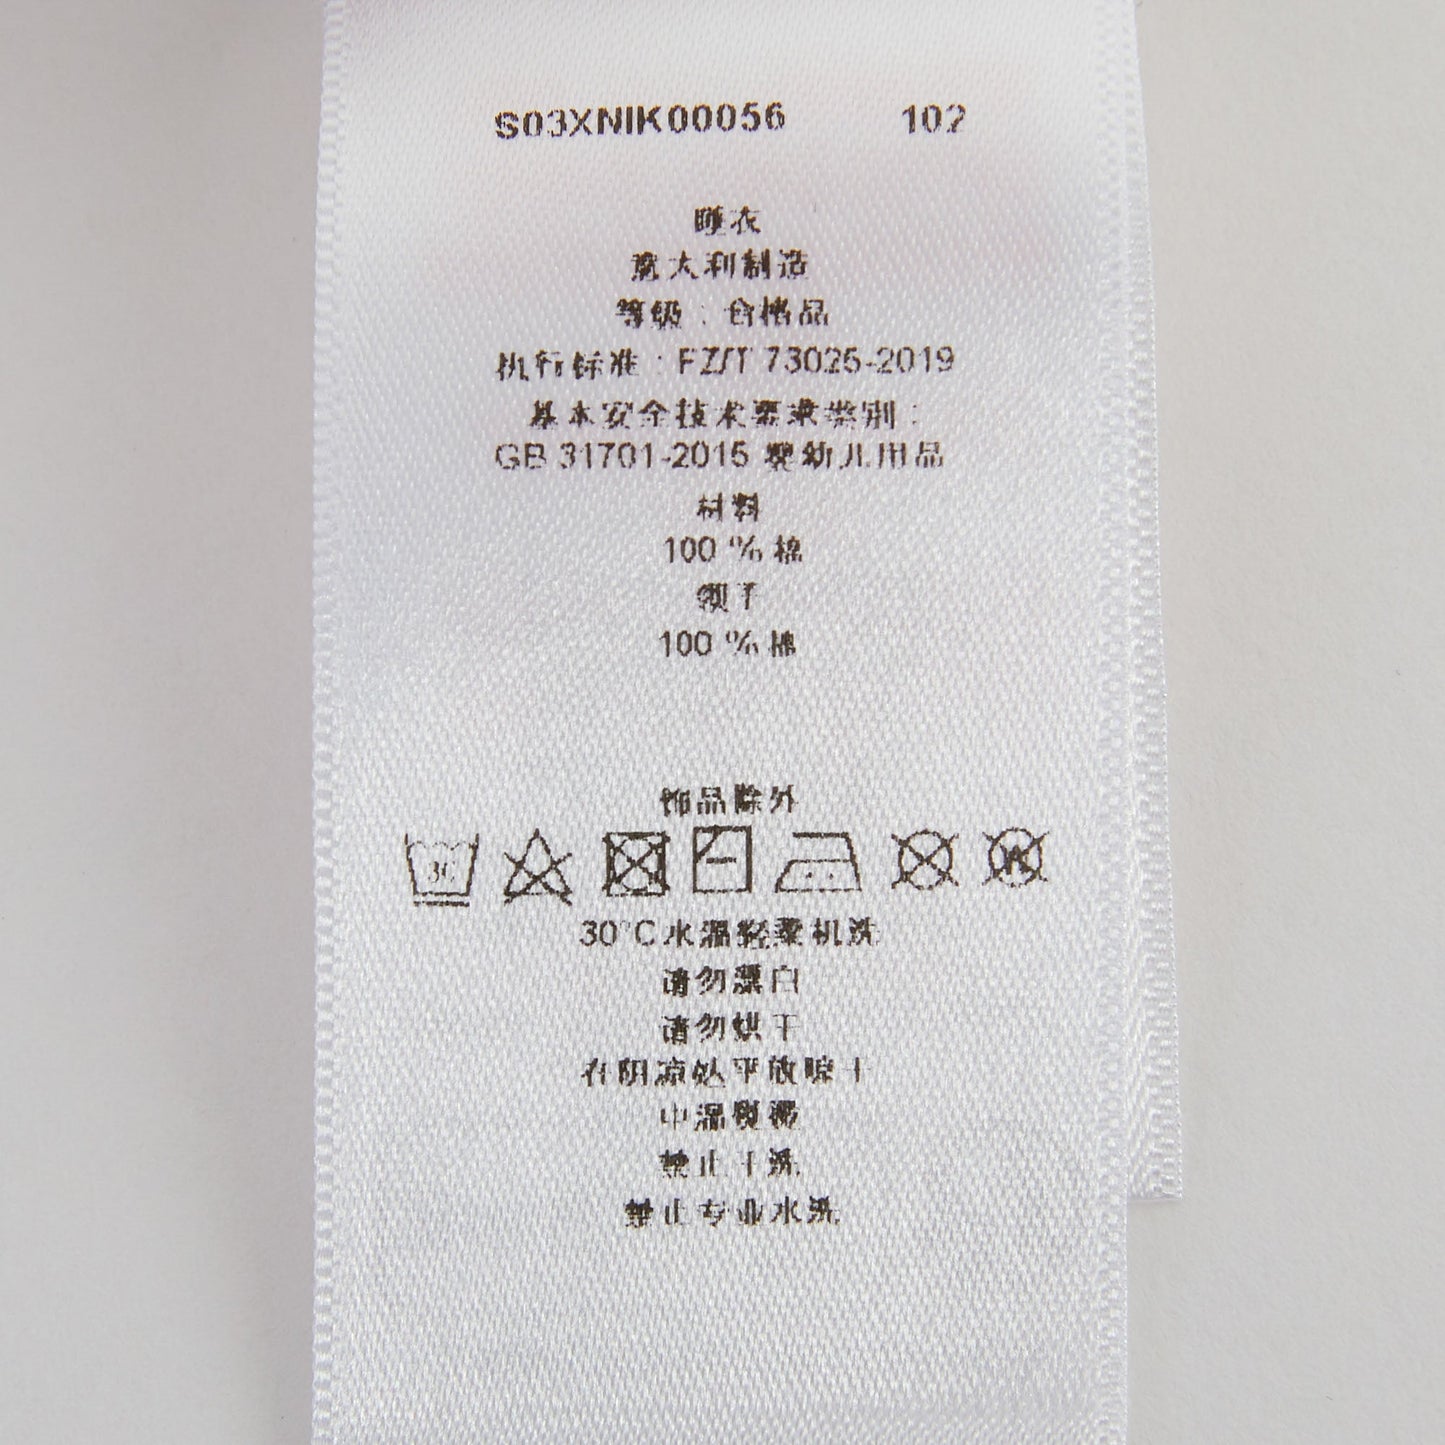 S03XNIK00056 102
睡衣
意大利制造
等级：合格品
机行标准：FZ/T 73025-2019
基本安全技术要求类别：
GB 31701-2015 婴幼儿用品
材料
100 % 棉
领子
100 % 棉
饰品除外
30
W
30°C水温轻柔机洗
请勿漂白
请勿烘干
在阴凉处平放晾干
中温熨烫
禁止干洗
禁止专业水洗